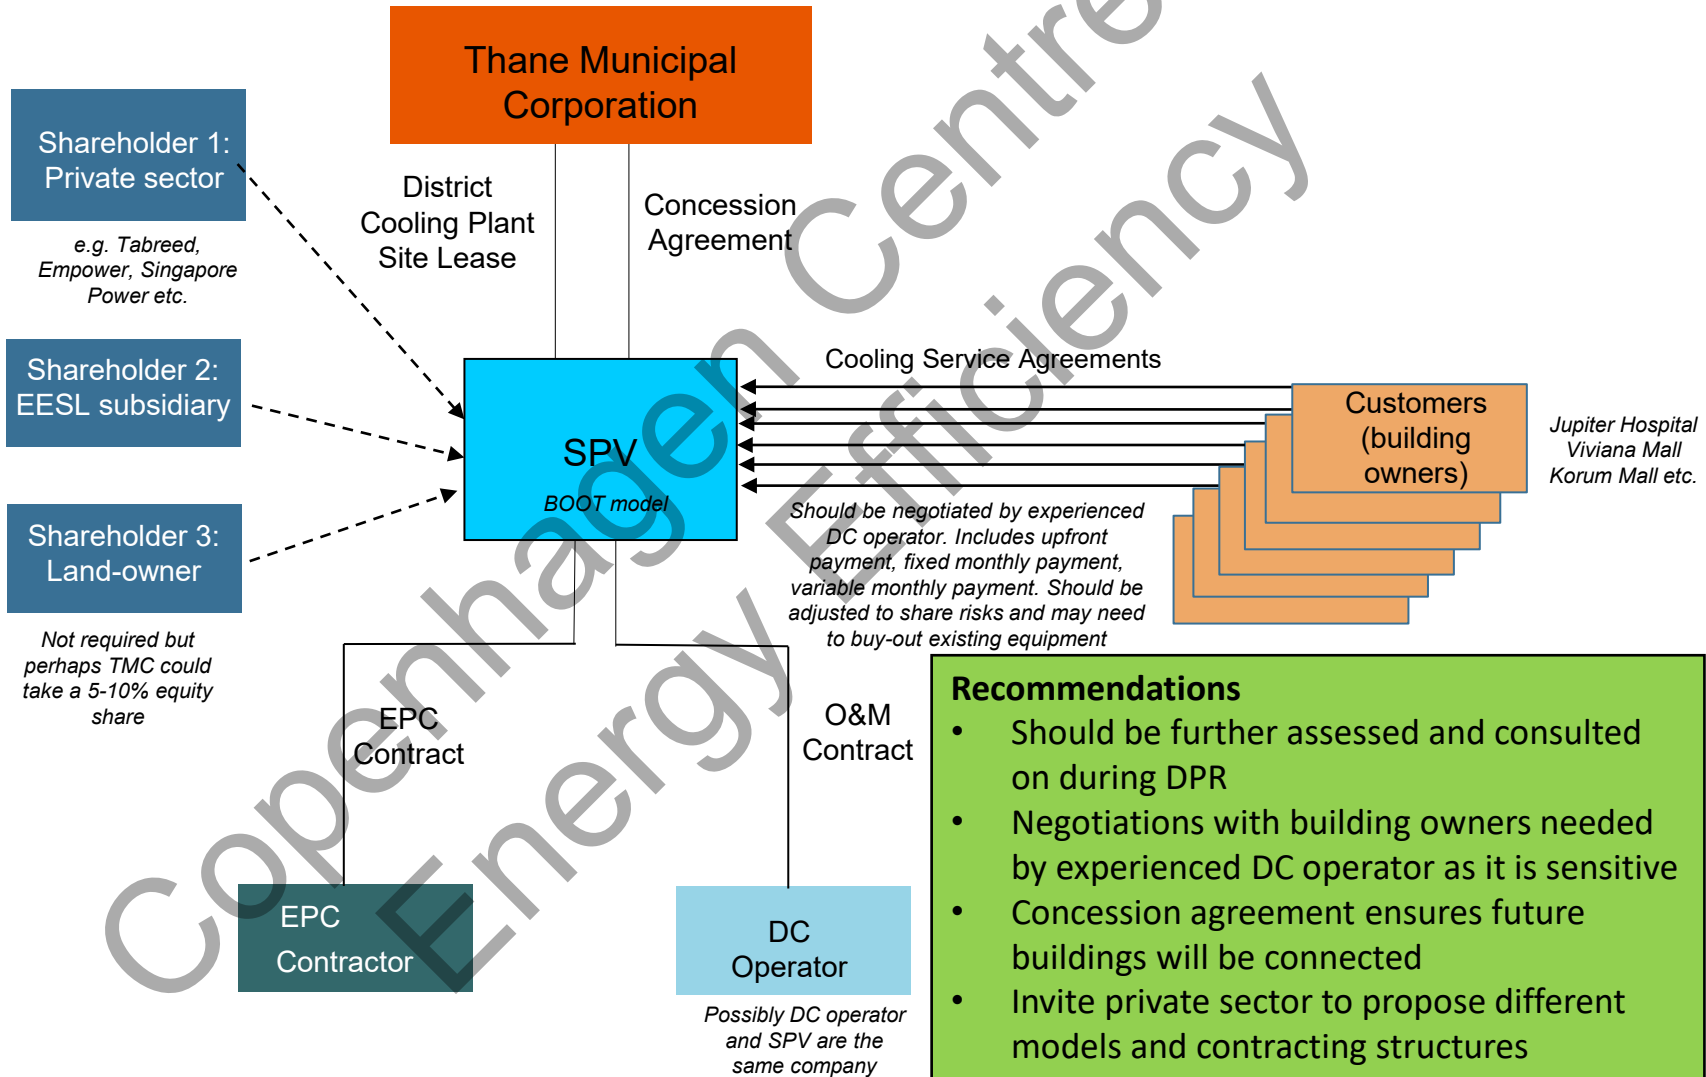 Thane Municipal
Corporation
Shareholder 1:
Private sector
e.g. Tabreed,
Empower, Singapore
Power etc.
District
Cooling Plant
Site Lease
Concession
Agreement
Shareholder 2:
EESL subsidiary
SPV
BOOT model
Cooling Service Agreements
Customers
(building
owners)
Jupiter Hospital
Viviana Mall
Korum Mall etc.
Should be negotiated by experienced
DC operator. Includes upfront
payment, fixed monthly payment,
variable monthly payment. Should be
adjusted to share risks and may need
to buy-out existing equipment
Shareholder 3:
Land-owner
Not required but
perhaps TMC could
take a 5-10% equity
share
EPC
Contract
O&M
Contract
EPC
Contractor
DC
Operator
Possibly DC operator
and SPV are the
same company
Recommendations
• Should be further assessed and consulted
on during DPR
• Negotiations with building owners needed
by experienced DC operator as it is sensitive
• Concession agreement ensures future
buildings will be connected
• Invite private sector to propose different
models and contracting structures
Copenhagen Centre
Energy Efficiency